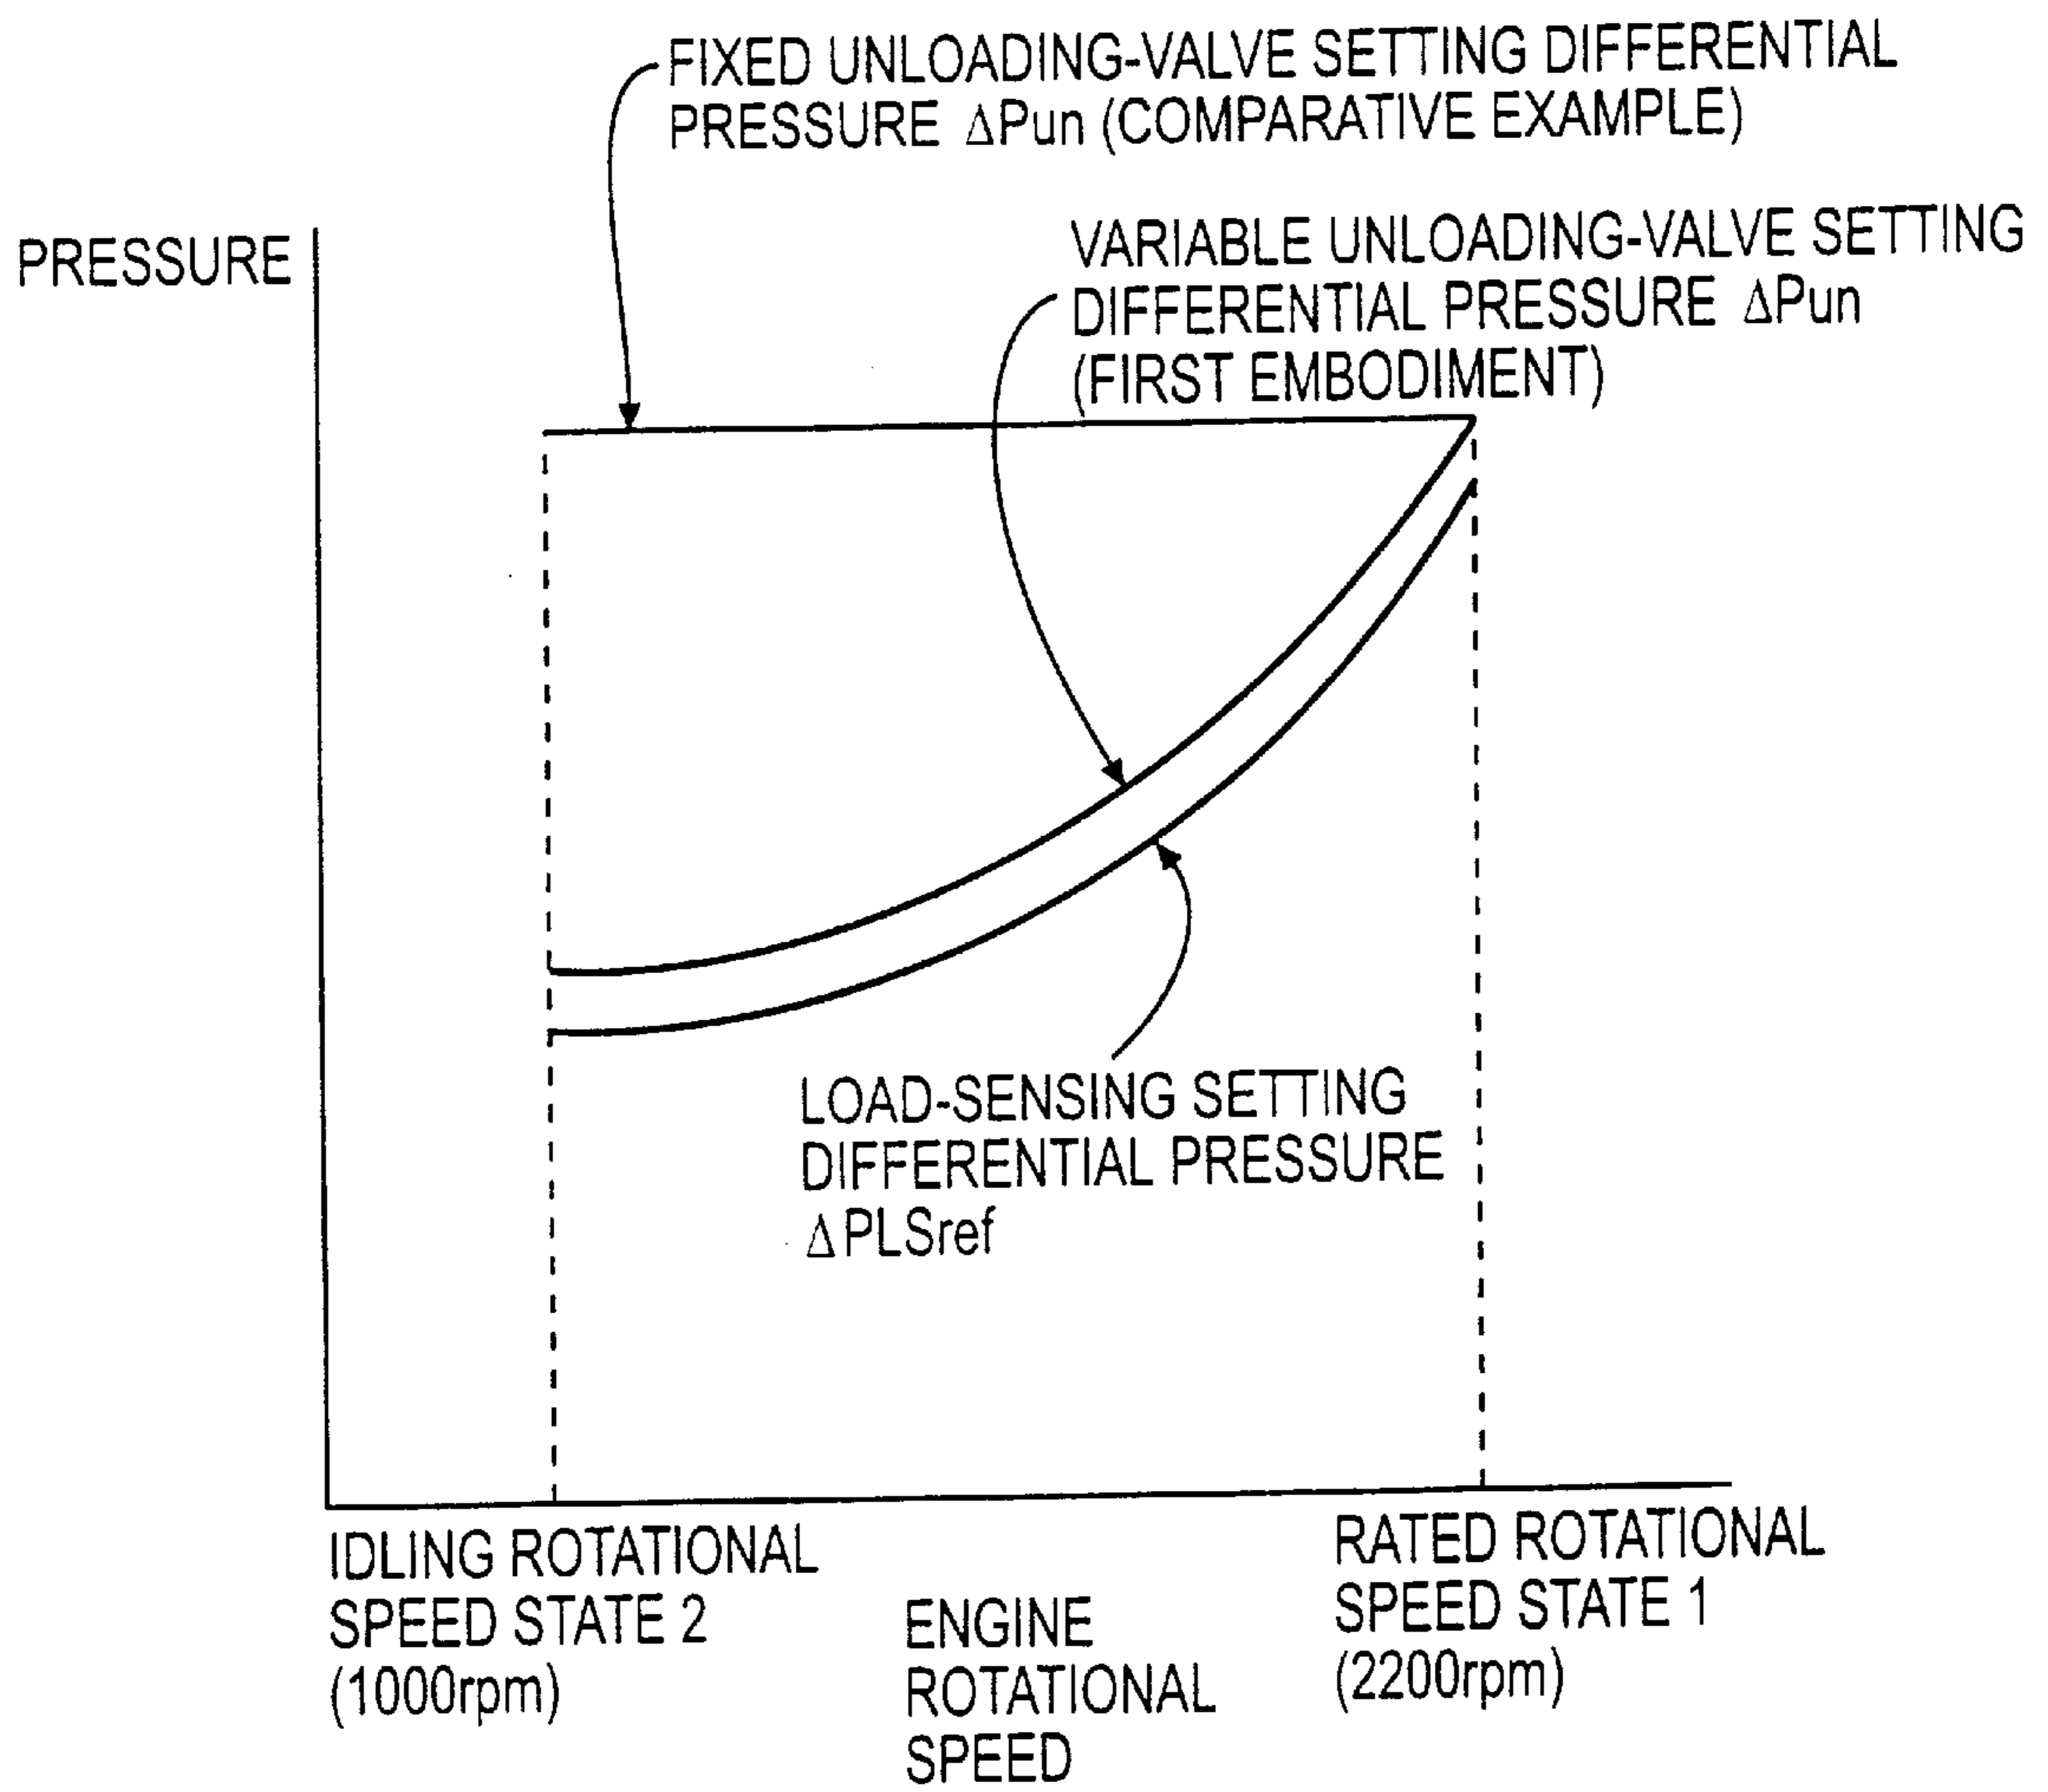 FIXED UNLOADING-VALVE SETTING DIFFERENTIAL
PRESSURE ΔPun (COMPARATIVE EXAMPLE)
PRESSURE
VARIABLE UNLOADING-VALVE SETTING
DIFFERENTIAL PRESSURE ΔPun
(FIRST EMBODIMENT)
LOAD-SENSING SETTING
DIFFERENTIAL PRESSURE
ΔPLSref
IDLING ROTATIONAL
SPEED STATE 2
(1000rpm)
ENGINE
ROTATIONAL
SPEED
RATED ROTATIONAL
SPEED STATE 1
(2200rpm)